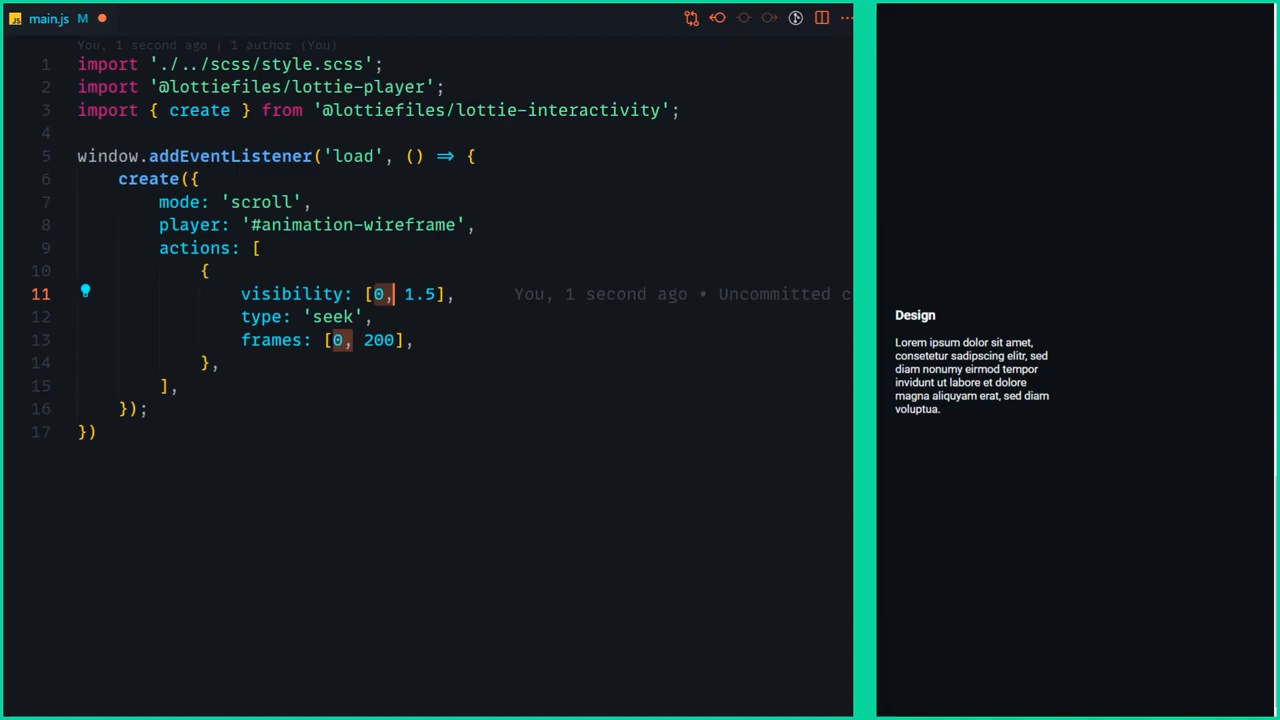 JS main.js M
You, 1 second ago | 1 author (You)
1 import './../scss/style.scss';
2 import '@lottiefiles/lottie-player';
3 import { create } from '@lottiefiles/lottie-interactivity';
4
5 window.addEventListener('load', () => {
6 create({
7 mode: 'scroll',
8 player: '#animation-wireframe',
9 actions: [
10 {
11 visibility: [0, 1.5], You, 1 second ago • Uncommitted c
12 type: 'seek',
13 frames: [0, 200],
14 },
15 ],
16 });
17 })
Design
Lorem ipsum dolor sit amet,
consetetur sadipscing elitr, sed
diam nonumy eirmod tempor
invidunt ut labore et dolore
magna aliquyam erat, sed diam
voluptua.